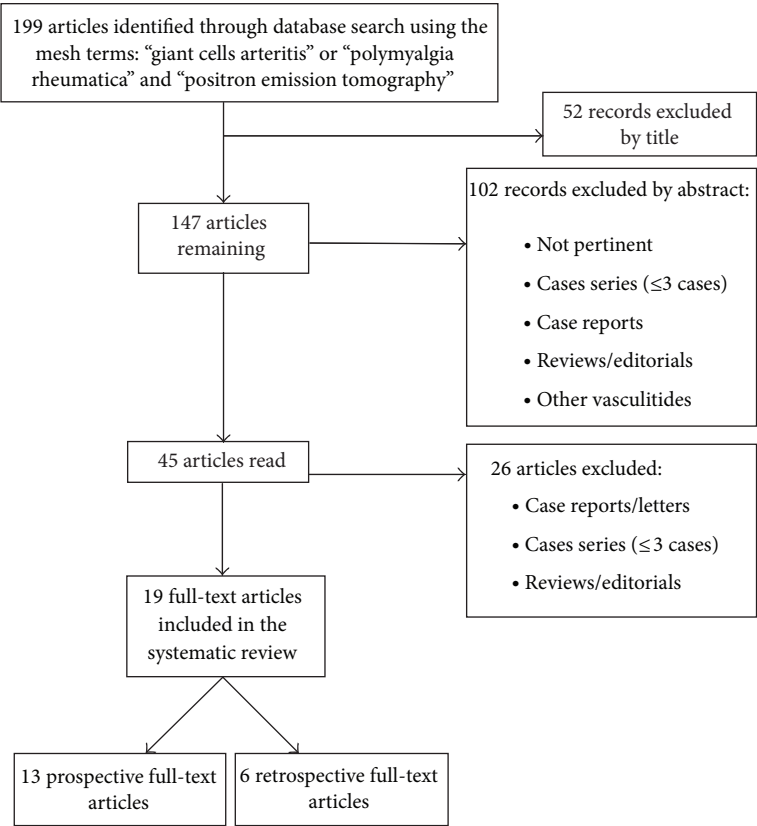 199 articles identified through database search using the
mesh terms: “giant cells arteritis” or “polymyalgia
rheumatica” and “positron emission tomography”
52 records excluded
by title
147 articles
remaining
102 records excluded by abstract:
• Not pertinent
• Cases series (≤3 cases)
• Case reports
• Reviews/editorials
• Other vasculitides
45 articles read
26 articles excluded:
• Case reports/letters
• Cases series (≤3 cases)
• Reviews/editorials
19 full-text articles
included in the
systematic review
13 prospective full-text
articles
6 retrospective full-text
articles